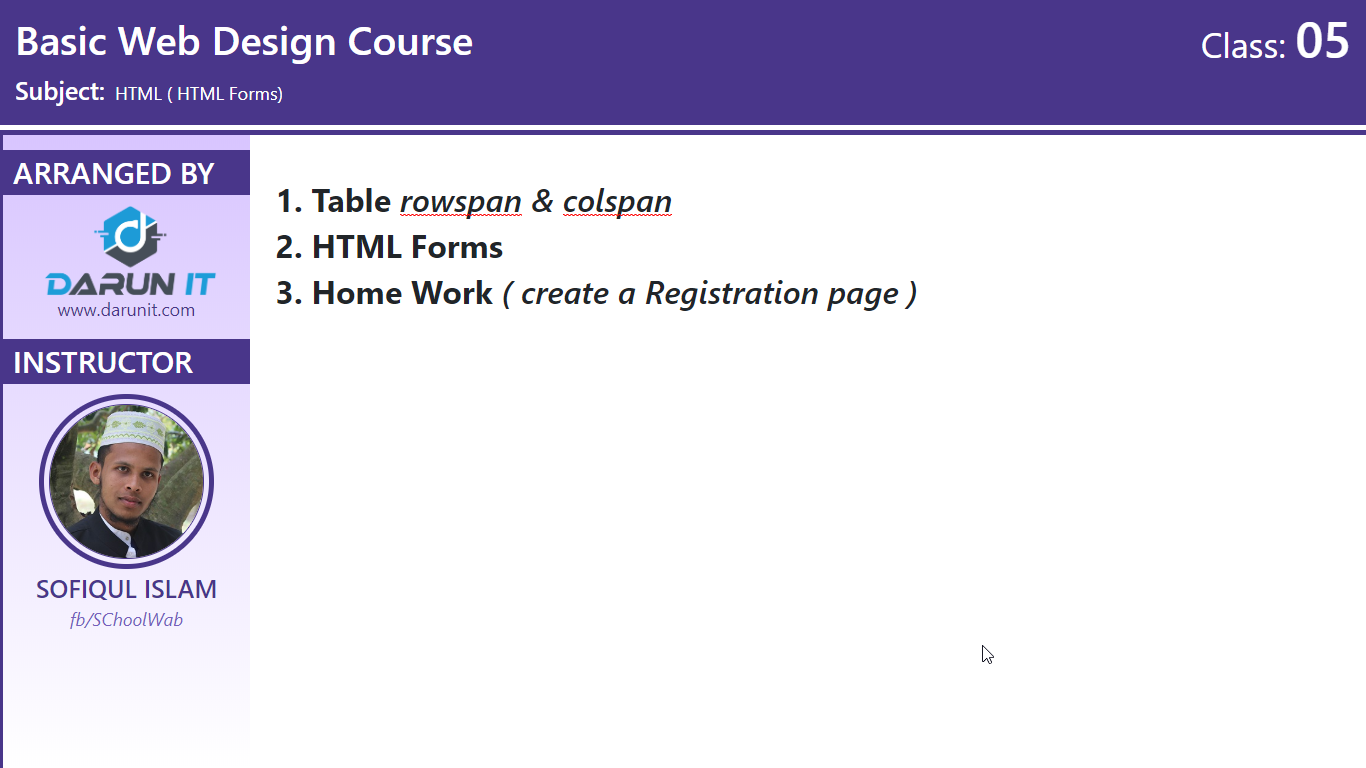 Basic Web Design Course
Class: 05
Subject: HTML ( HTML Forms)
ARRANGED BY
DARUN IT
www.darunit.com
INSTRUCTOR
SOFIQUL ISLAM
fb/SChoolWab
1. Table rowspan & colspan
2. HTML Forms
3. Home Work ( create a Registration page )